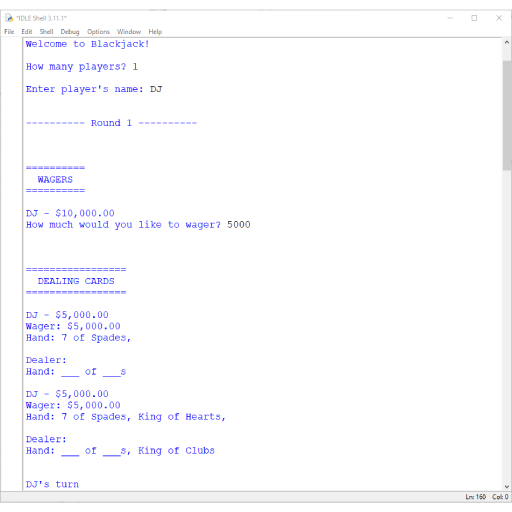 *IDLE Shell 3.11.1*
File Edit Shell Debug Options Window Help
Welcome to Blackjack!
How many players? 1
Enter player's name: DJ
---------- Round 1 ----------
==========
WAGERS
==========
DJ - $10,000.00
How much would you like to wager? 5000
=================
DEALING CARDS
=================
DJ - $5,000.00
Wager: $5,000.00
Hand: 7 of Spades,
Dealer:
Hand: ___ of ___s
DJ - $5,000.00
Wager: $5,000.00
Hand: 7 of Spades, King of Hearts,
Dealer:
Hand: ___ of ___s, King of Clubs
DJ's turn
Ln: 160 Col: 0